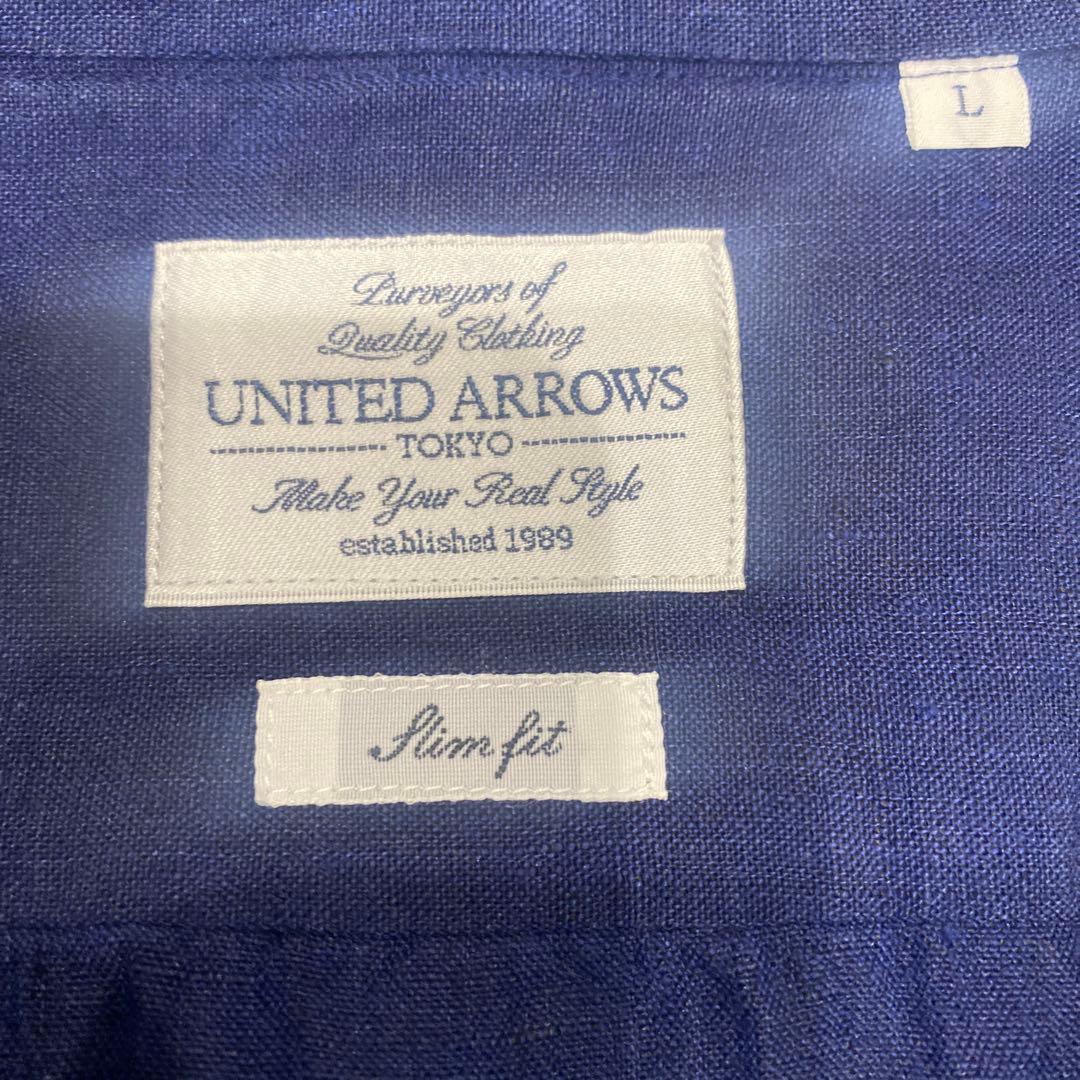 L
Purveyors of
Quality Clothing
UNITED ARROWS
TOKYO
Make Your Real Style
established 1989
Slim fit